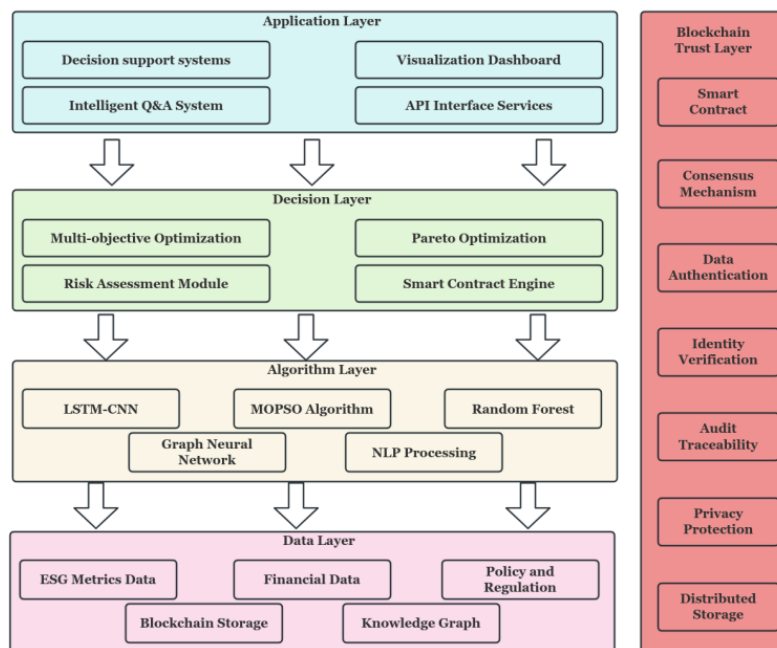 Application Layer
Decision support systems
Visualization Dashboard
Intelligent Q&A System
API Interface Services
Decision Layer
Multi-objective Optimization
Pareto Optimization
Risk Assessment Module
Smart Contract Engine
Algorithm Layer
LSTM-CNN
MOPSO Algorithm
Random Forest
Graph Neural
Network
NLP Processing
Data Layer
ESG Metrics Data
Financial Data
Policy and
Regulation
Blockchain Storage
Knowledge Graph
Blockchain
Trust Layer
Smart
Contract
Consensus
Mechanism
Data
Authentication
Identity
Verification
Audit
Traceability
Privacy
Protection
Distributed
Storage